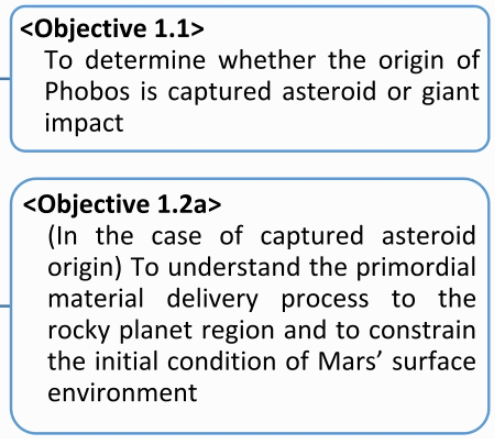 <Objective 1.1>
To determine whether the origin of
Phobos is captured asteroid or giant
impact
<Objective 1.2a>
(In the case of captured asteroid
origin) To understand the primordial
material delivery process to the
rocky planet region and to constrain
the initial condition of Mars’ surface
environment